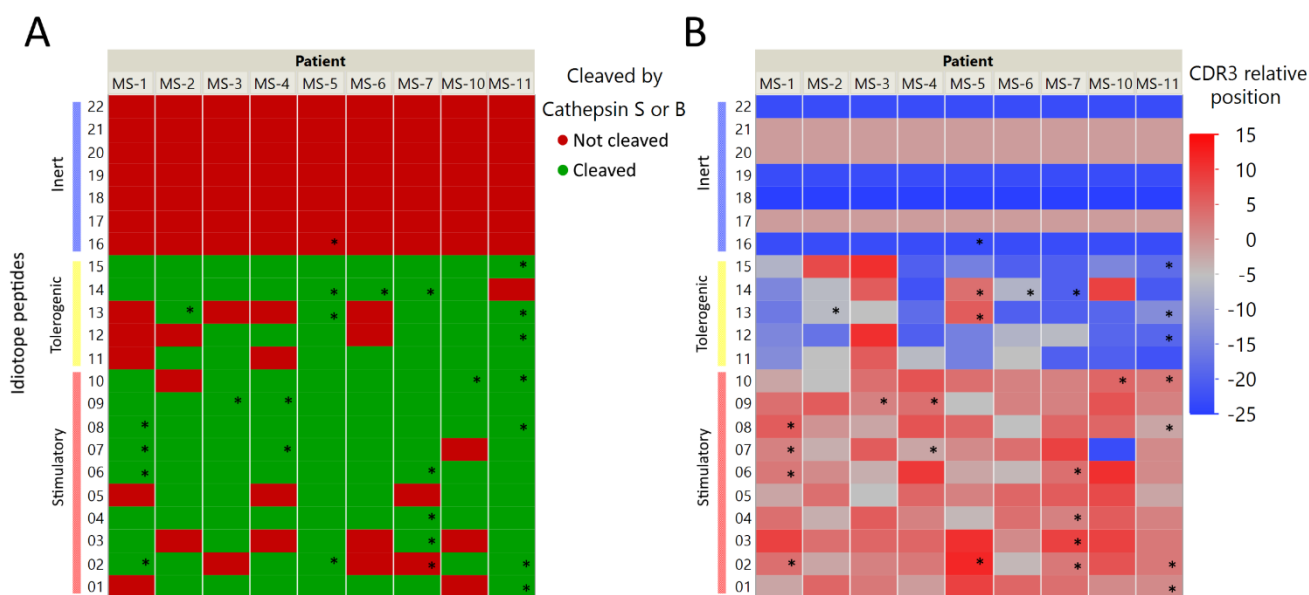 A
Patient
MS-1 MS-2 MS-3 MS-4 MS-5 MS-6 MS-7 MS-10 MS-11
Idiotope peptides
Inert
22
21
20
19
18
17
16 *
Tolerogenic
15 *
14 * * *
13 * * *
12 *
11
Stimulatory
10 * *
09 * *
08 * *
07 * *
06 * *
05
04 *
03 *
02 * * * *
01 *
Cleaved by
Cathepsin S or B
Not cleaved
Cleaved
B
Patient
MS-1 MS-2 MS-3 MS-4 MS-5 MS-6 MS-7 MS-10 MS-11
Inert
22
21
20
19
18
17
16 *
Tolerogenic
15 *
14 * * *
13 * * *
12 *
11
Stimulatory
10 * *
09 * *
08 * *
07 * *
06 * *
05
04 *
03 *
02 * * * *
01 *
CDR3 relative
position
15
10
5
0
-5
-10
-15
-20
-25